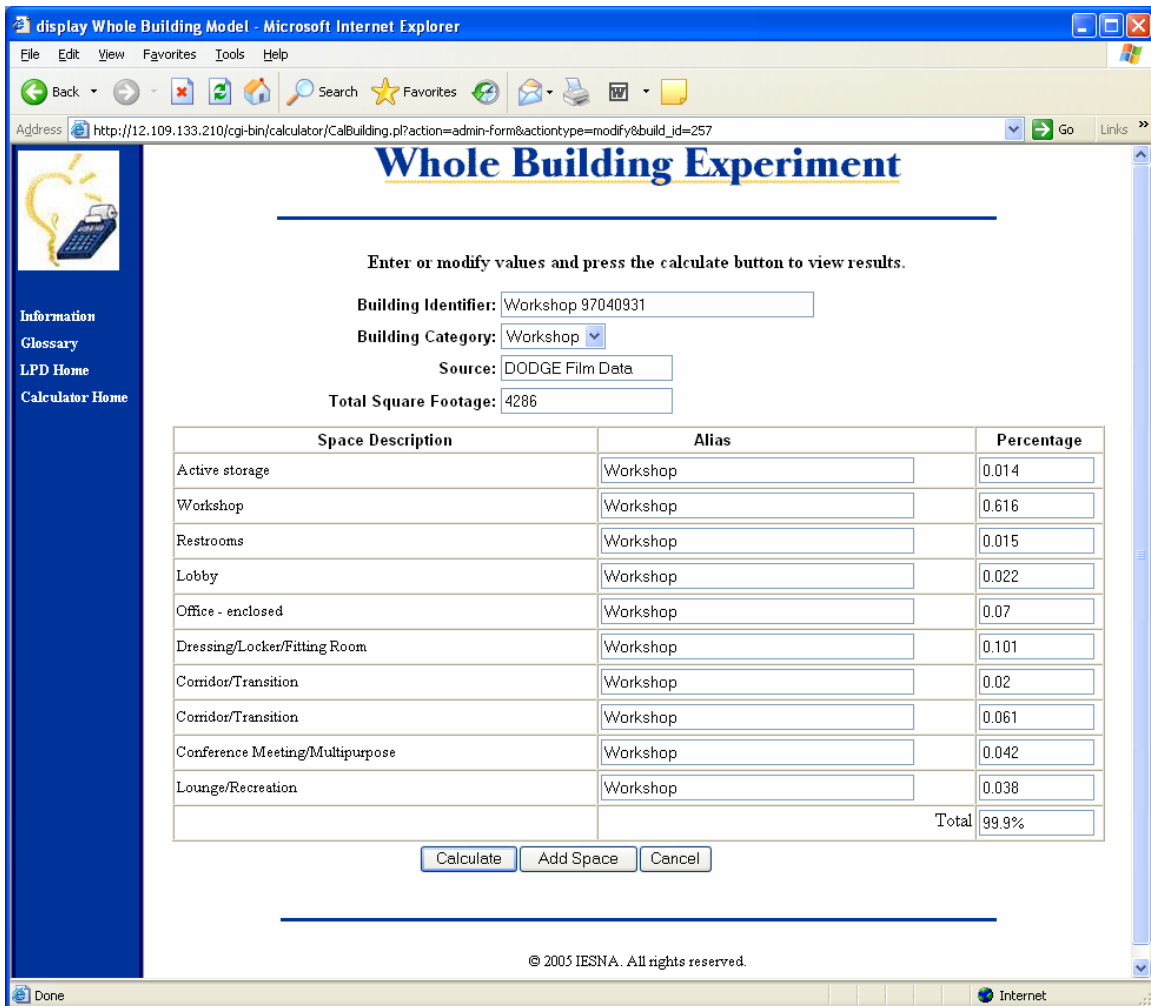 display Whole Building Model - Microsoft Internet Explorer
File Edit View Favorites Tools Help
Back Search Favorites
Address http://12.109.133.210/cgi-bin/calculator/CalBuilding.pl?action=admin-form&actiontype=modify&build_id=257 Go Links »
Whole Building Experiment
Information
Glossary
LPD Home
Calculator Home
Enter or modify values and press the calculate button to view results.
Building Identifier: Workshop 97040931
Building Category: Workshop
Source: DODGE Film Data
Total Square Footage: 4286
Space Description Alias Percentage
Active storage Workshop 0.014
Workshop Workshop 0.616
Restrooms Workshop 0.015
Lobby Workshop 0.022
Office - enclosed Workshop 0.07
Dressing/Locker/Fitting Room Workshop 0.101
Corridor/Transition Workshop 0.02
Corridor/Transition Workshop 0.061
Conference Meeting/Multipurpose Workshop 0.042
Lounge/Recreation Workshop 0.038
Total 99.9%
Calculate Add Space Cancel
© 2005 IESNA. All rights reserved.
Done Internet